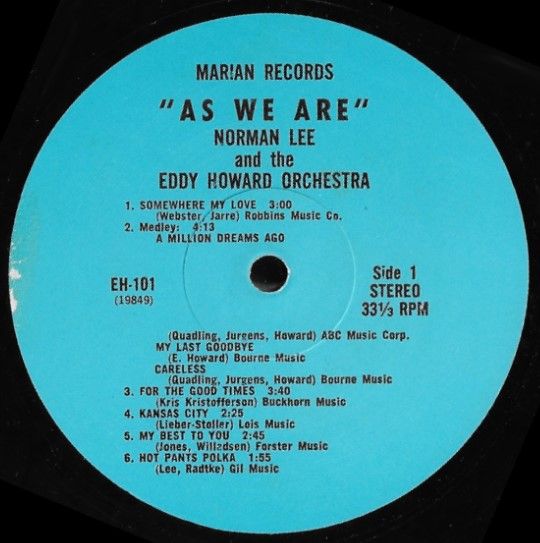 MARIAN RECORDS
"AS WE ARE"
NORMAN LEE
and the
EDDY HOWARD ORCHESTRA
1. SOMEWHERE MY LOVE 3:00
(Webster, Jarre) Robbins Music Co.
2. Medley: 4:13
A MILLION DREAMS AGO
EH-101
(19849)
Side 1
STEREO
33⅓ RPM
(Quadling, Jurgens, Howard) ABC Music Corp.
MY LAST GOODBYE
(E. Howard) Bourne Music
CARELESS
(Quadling, Jurgens, Howard) Bourne Music
3. FOR THE GOOD TIMES 3:40
(Kris Kristofferson) Buckhorn Music
4. KANSAS CITY 2:25
(Lieber-Stoller) Lois Music
5. MY BEST TO YOU 2:45
(Jones, Willadsen) Forster Music
6. HOT PANTS POLKA 1:55
(Lee, Radtke) Gil Music